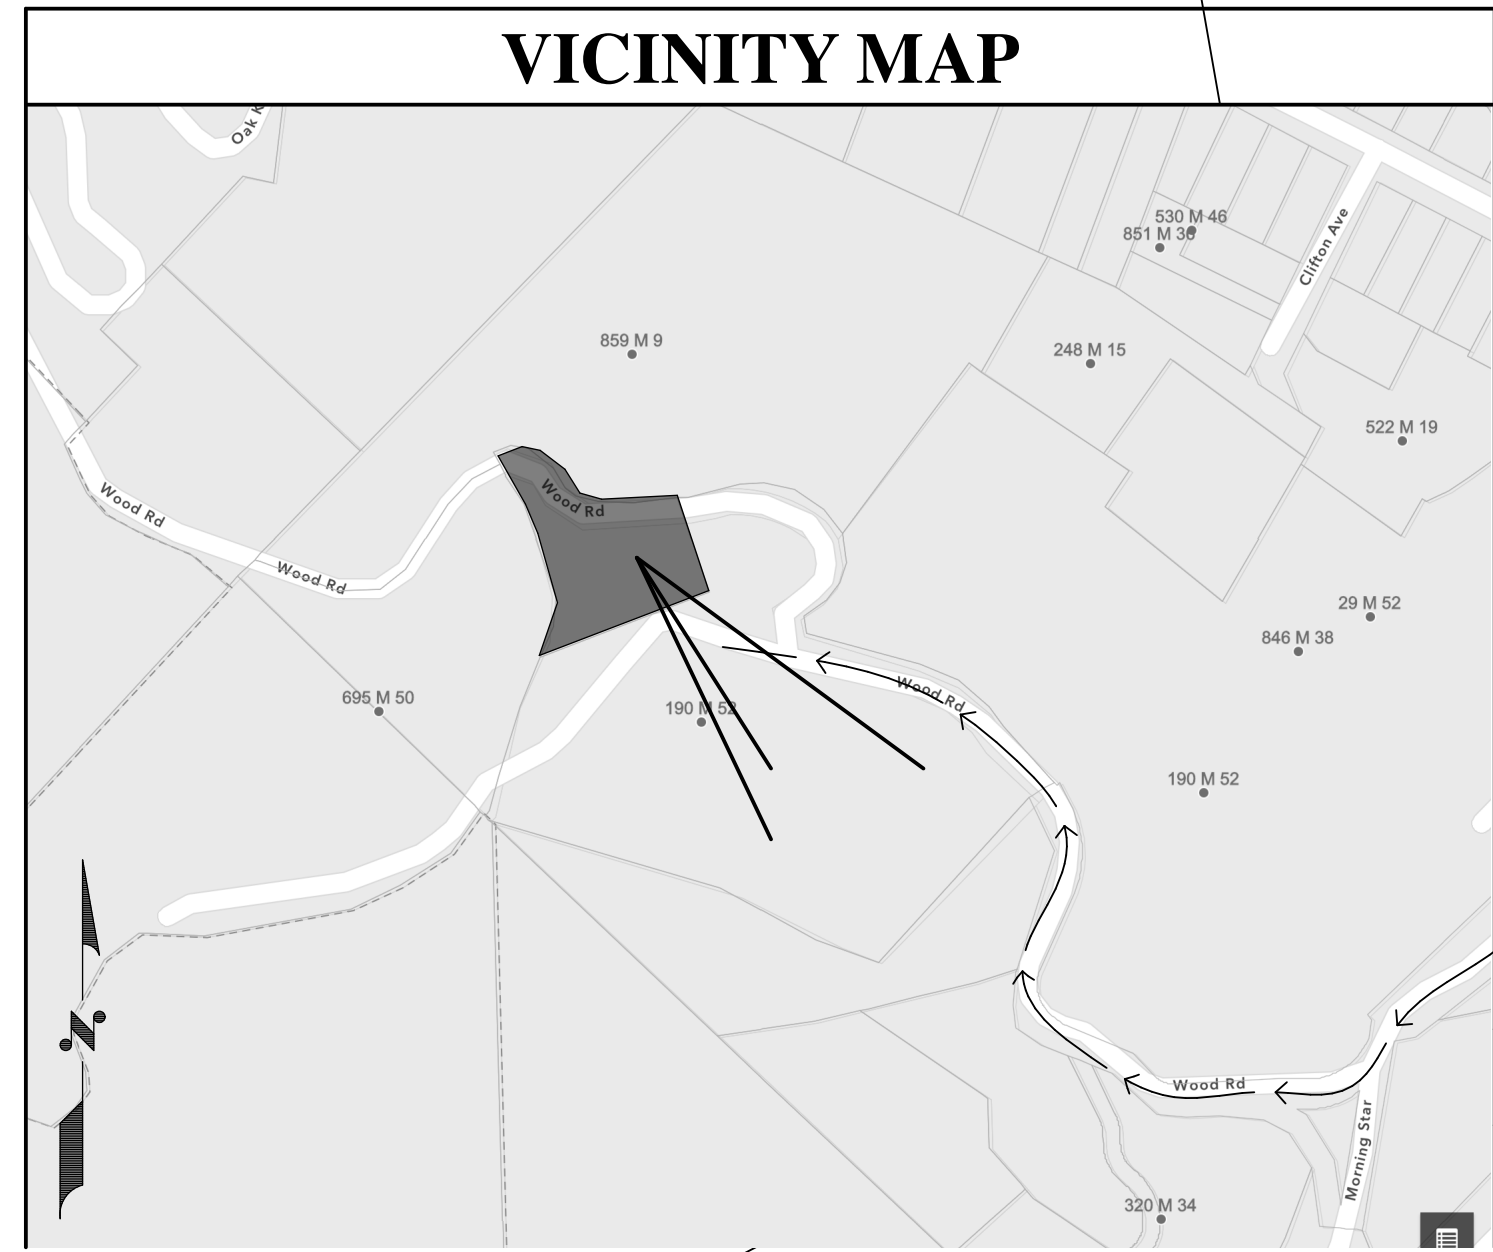 VICINITY MAP
Oak K
530 M 46
851 M 36
Clifton Ave
859 M 9
248 M 15
522 M 19
Wood Rd
Wood Rd
Wood Rd
29 M 52
846 M 38
695 M 50
Wood Rd
190 M 52
190 M 52
N
Wood Rd
Morning Star
320 M 34